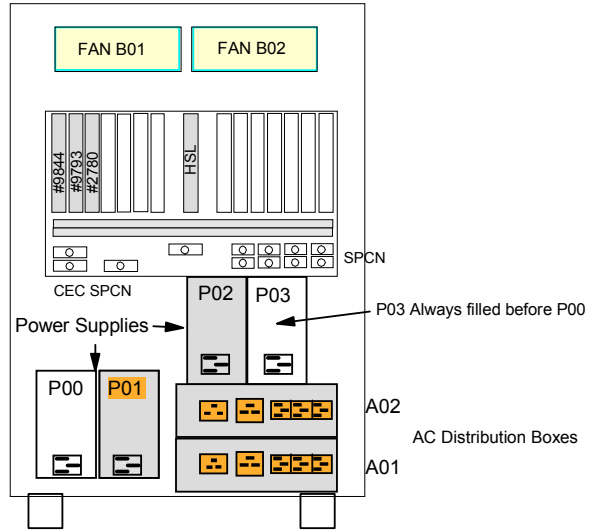 FAN B01
FAN B02
#9844
#9793
#2780
HSL
SPCN
CEC SPCN
P02
P03
P03 Always filled before P00
Power Supplies
P00
P01
A02
AC Distribution Boxes
A01